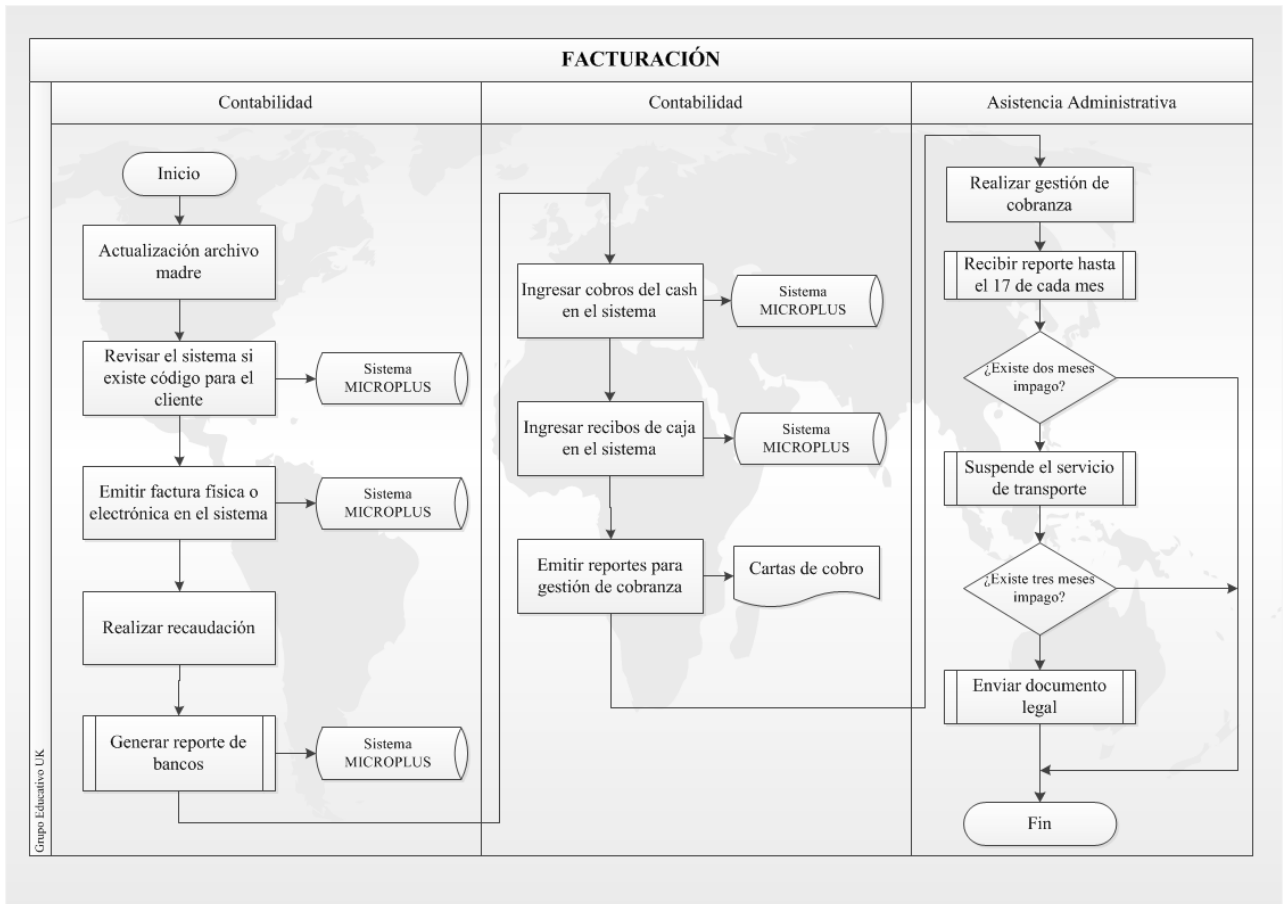 FACTURACIÓN
Contabilidad
Contabilidad
Asistencia Administrativa
Grupo Educativo UK
Inicio
Actualización archivo
madre
Revisar el sistema si
existe código para el
cliente
Sistema
MICROPLUS
Emitir factura física o
electrónica en el sistema
Sistema
MICROPLUS
Realizar recaudación
Generar reporte de
bancos
Sistema
MICROPLUS
Ingresar cobros del cash
en el sistema
Sistema
MICROPLUS
Ingresar recibos de caja
en el sistema
Sistema
MICROPLUS
Emitir reportes para
gestión de cobranza
Cartas de cobro
Realizar gestión de
cobranza
Recibir reporte hasta
el 17 de cada mes
¿Existe dos meses
impago?
Suspende el servicio
de transporte
¿Existe tres meses
impago?
Enviar documento
legal
Fin